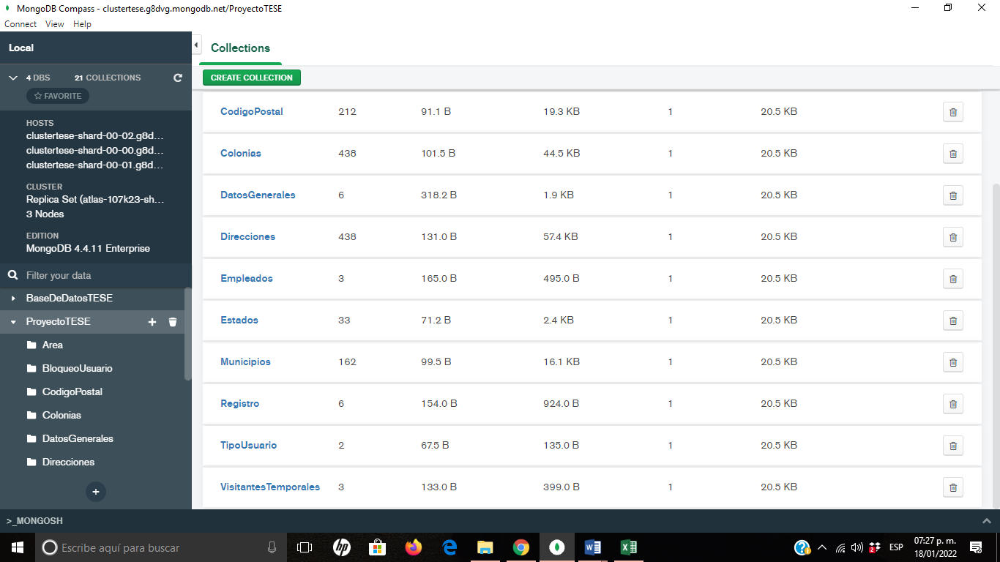 MongoDB Compass - clustertese.g8dvg.mongodb.net/ProyectoTESE
Connect View Help
Local
4 DBS 21 COLLECTIONS
FAVORITE
HOSTS
clustertese-shard-00-02.g8d...
clustertese-shard-00-00.g8d...
clustertese-shard-00-01.g8d...
CLUSTER
Replica Set (atlas-107k23-sh...
3 Nodes
EDITION
MongoDB 4.4.11 Enterprise
Filter your data
BaseDeDatosTESE
ProyectoTESE
Area
BloqueoUsuario
CodigoPostal
Colonias
DatosGenerales
Direcciones
Collections
CREATE COLLECTION
CodigoPostal 212 91.1 B 19.3 KB 1 20.5 KB
Colonias 438 101.5 B 44.5 KB 1 20.5 KB
DatosGenerales 6 318.2 B 1.9 KB 1 20.5 KB
Direcciones 438 131.0 B 57.4 KB 1 20.5 KB
Empleados 3 165.0 B 495.0 B 1 20.5 KB
Estados 33 71.2 B 2.4 KB 1 20.5 KB
Municipios 162 99.5 B 16.1 KB 1 20.5 KB
Registro 6 154.0 B 924.0 B 1 20.5 KB
TipoUsuario 2 67.5 B 135.0 B 1 20.5 KB
VisitantesTemporales 3 133.0 B 399.0 B 1 20.5 KB
>_MONGOSH
Escribe aquí para buscar
ESP
07:27 p. m.
18/01/2022